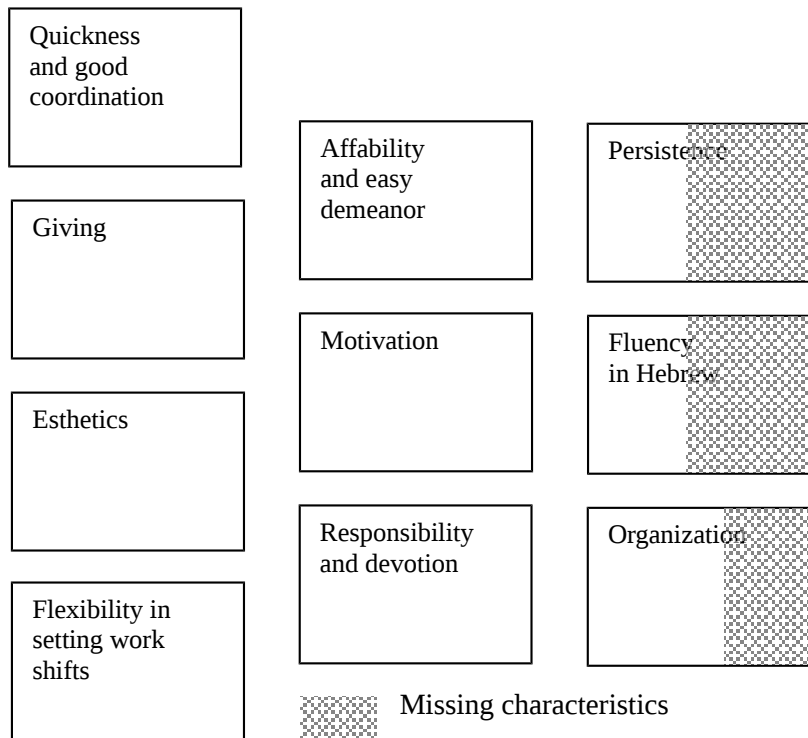 Quickness
and good
coordination
Giving
Esthetics
Flexibility in
setting work
shifts
Affability
and easy
demeanor
Motivation
Responsibility
and devotion
Persistence
Fluency
in Hebrew
Organization
Missing characteristics